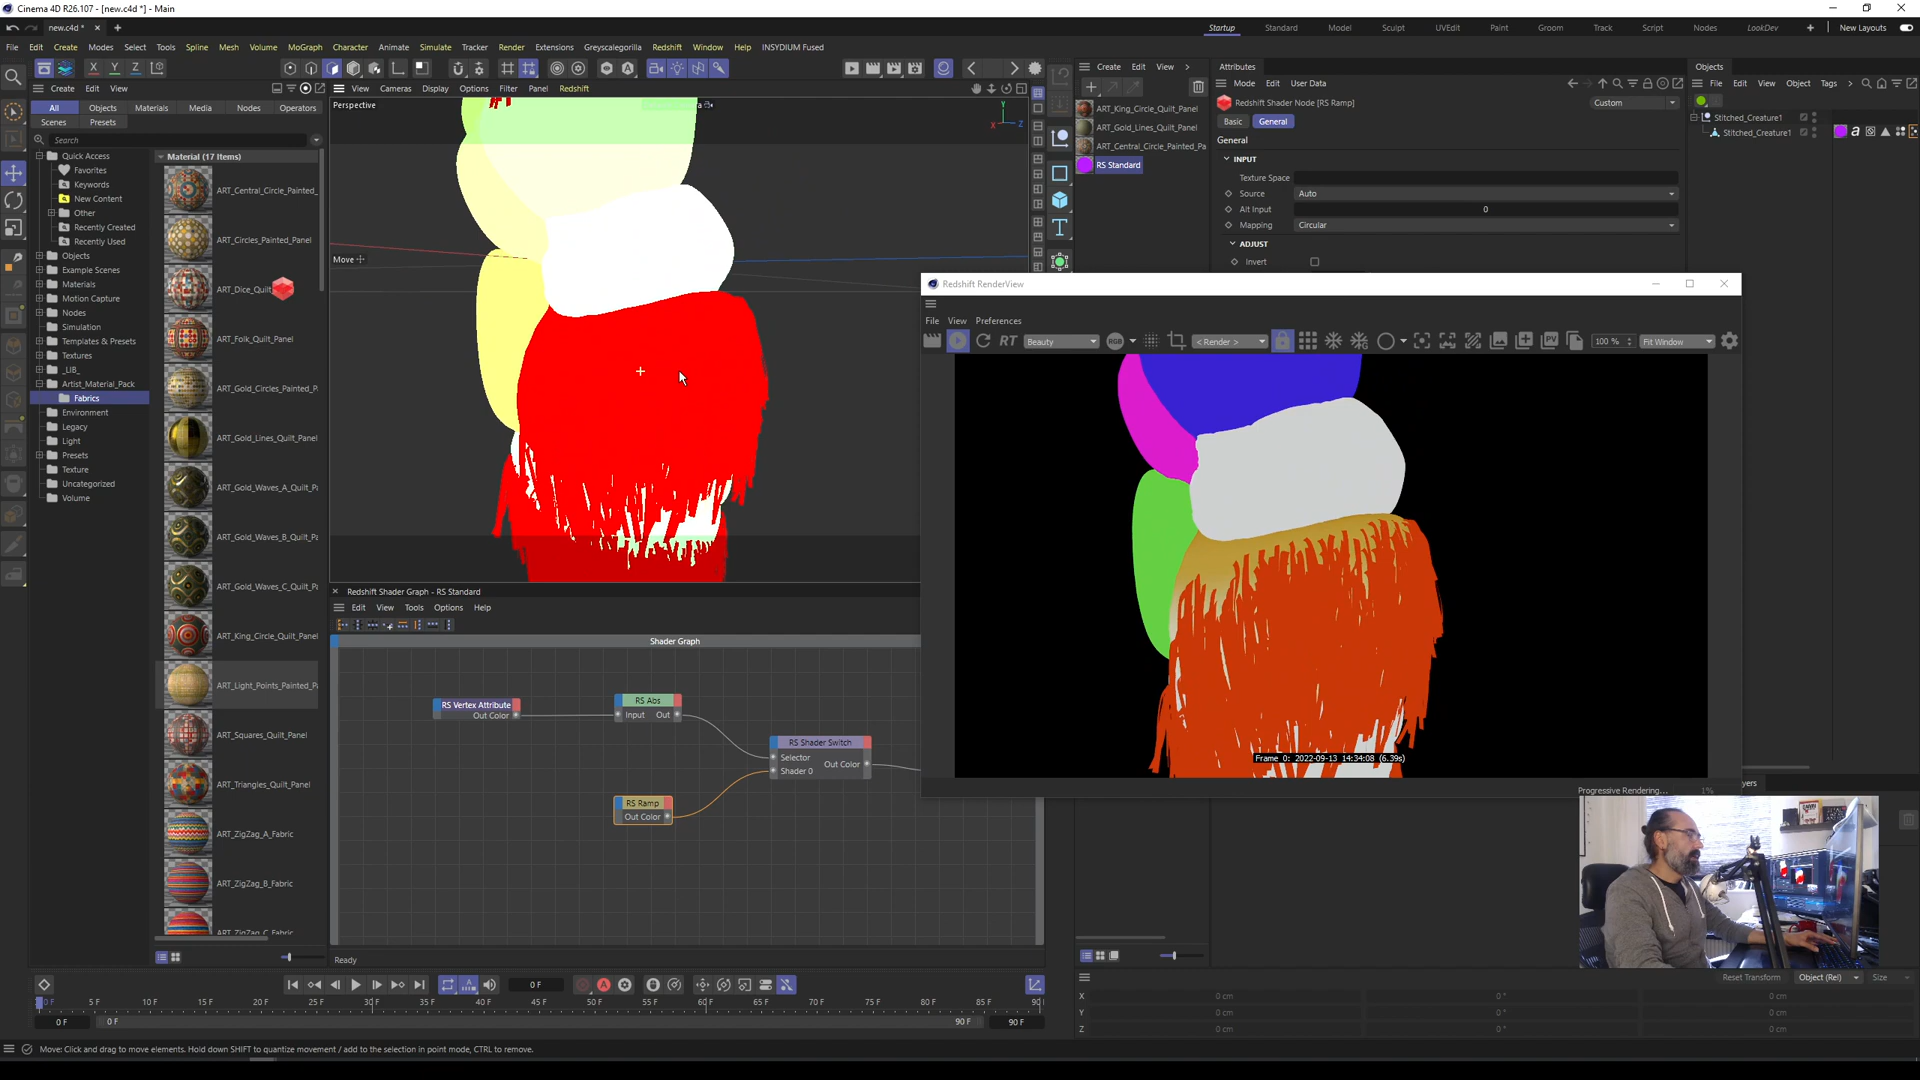 Cinema 4D R26.107 - [new.c4d *] - Main
new.c4d *
Startup Standard Model Sculpt UVEdit Paint Groom Track Script Nodes LookDev New Layouts
File Edit Create Modes Select Tools Spline Mesh Volume MoGraph Character Animate Simulate Tracker Render Extensions Greyscalegorilla Redshift Window Help INSYDIUM Fused
X Y Z
Create Edit View
All Objects Materials Media Nodes Operators
Scenes Presets
Search
Quick Access
Favorites
Keywords
New Content
Other
Recently Created
Recently Used
Objects
Example Scenes
Materials
Motion Capture
Nodes
Simulation
Templates & Presets
Textures
_LIB_
Artist_Material_Pack
Fabrics
Environment
Legacy
Light
Presets
Texture
Uncategorized
Volume
Material (17 Items)
ART_Central_Circle_Painted_
ART_Circles_Painted_Panel
ART_Dice_Quilt
ART_Folk_Quilt_Panel
ART_Gold_Circles_Painted_P
ART_Gold_Lines_Quilt_Panel
ART_Gold_Waves_A_Quilt_P
ART_Gold_Waves_B_Quilt_P
ART_Gold_Waves_C_Quilt_P
ART_King_Circle_Quilt_Panel
ART_Light_Points_Painted_P
ART_Squares_Quilt_Panel
ART_Triangles_Quilt_Panel
ART_ZigZag_A_Fabric
ART_ZigZag_B_Fabric
ART_ZigZag_C_Fabric
View Cameras Display Options Filter Panel Redshift
Perspective
Y
X Z
Move
Redshift Shader Graph - RS Standard
Edit View Tools Options Help
Shader Graph
RS Vertex Attribute
Out Color
RS Abs
Input Out
RS Shader Switch
Selector
Out Color
Shader 0
RS Ramp
Out Color
Ready
Create Edit View
ART_King_Circle_Quilt_Panel
ART_Gold_Lines_Quilt_Panel
ART_Central_Circle_Painted_Pa
RS Standard
Attributes
Mode Edit User Data
Redshift Shader Node [RS Ramp]
Custom
Basic General
General
INPUT
Texture Space
Source Auto
Alt Input 0
Mapping Circular
ADJUST
Invert
Objects
File Edit View Object Tags
Stitched_Creature1
Stitched_Creature1
Redshift RenderView
File View Preferences
RT Beauty RGB < Render > 100 % Fit Window
Frame 0: 2022-09-13 14:34:08 (6.39s)
Progressive Rendering... 1%
yers
0 F
0F 5 F 10 F 15 F 20 F 25 F 30 F 35 F 40 F 45 F 50 F 55 F 60 F 65 F 70 F 75 F 80 F 85 F 90
0 F 0 F 90 F 90 F
Reset Transform Object (Rel) Size
X 0 cm 0 ° 0 cm
Y 0 cm 0 ° 0 cm
Z 0 cm 0 ° 0 cm
Move: Click and drag to move elements. Hold down SHIFT to quantize movement / add to the selection in point mode, CTRL to remove.